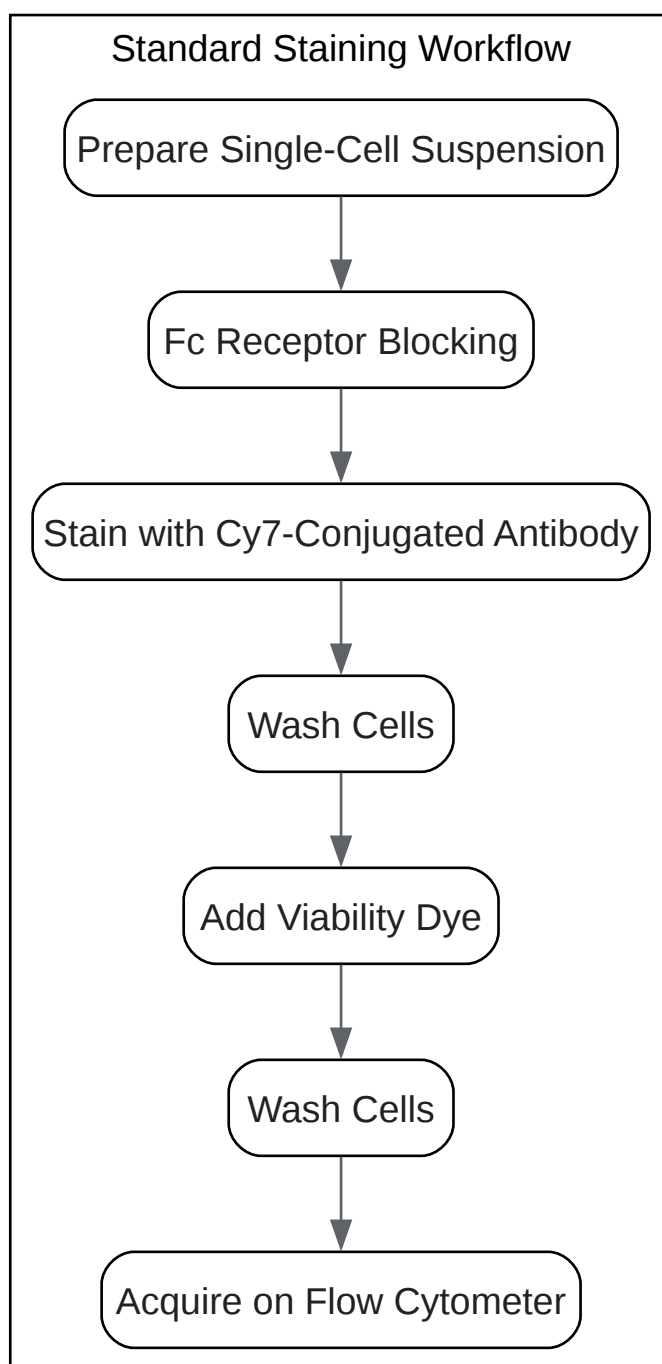 Standard Staining Workflow
Prepare Single-Cell Suspension
Fc Receptor Blocking
Stain with Cy7-Conjugated Antibody
Wash Cells
Add Viability Dye
Wash Cells
Acquire on Flow Cytometer